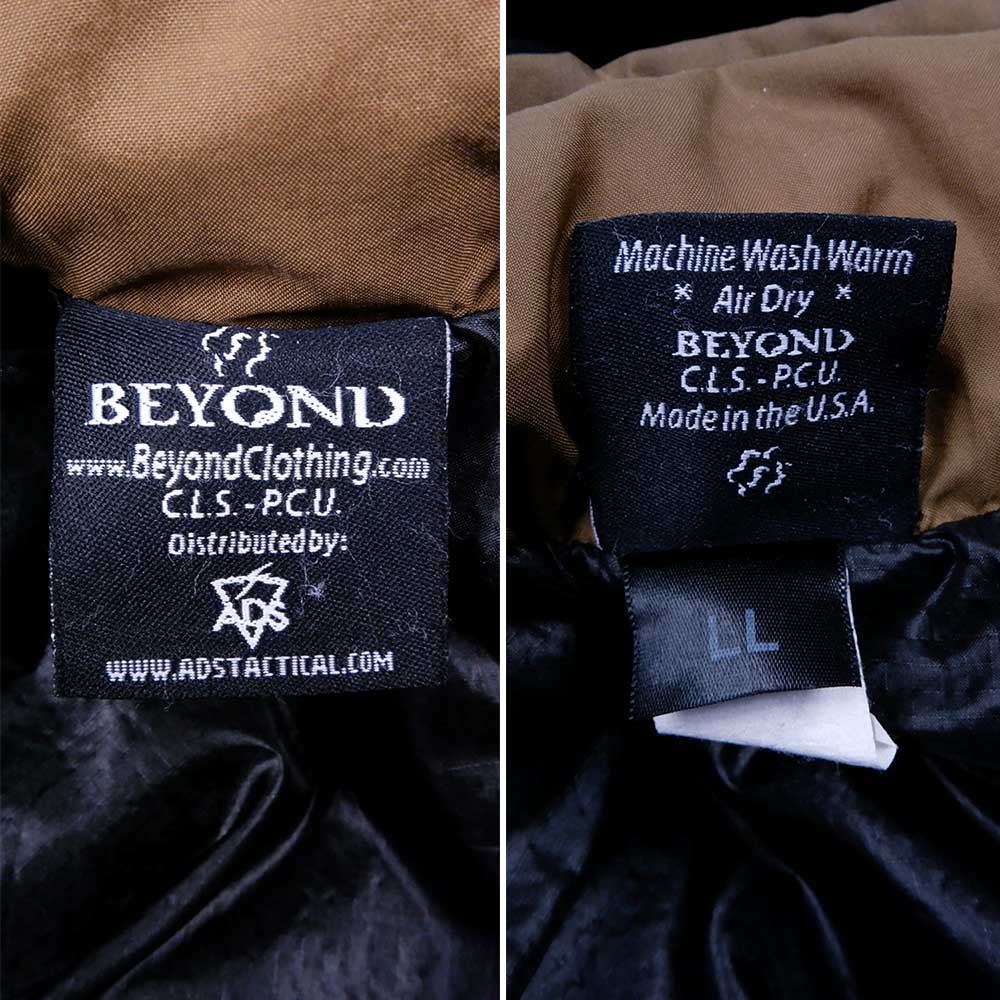 BEYOND
www.BeyondClothing.com
C.L.S. - P.C.U.
Distributed by:
ADS
WWW.ADSTACTICAL.COM
Machine Wash Warm
* Air Dry *
BEYOND
C.L.S. - P.C.U.
Made in the U.S.A.
LL